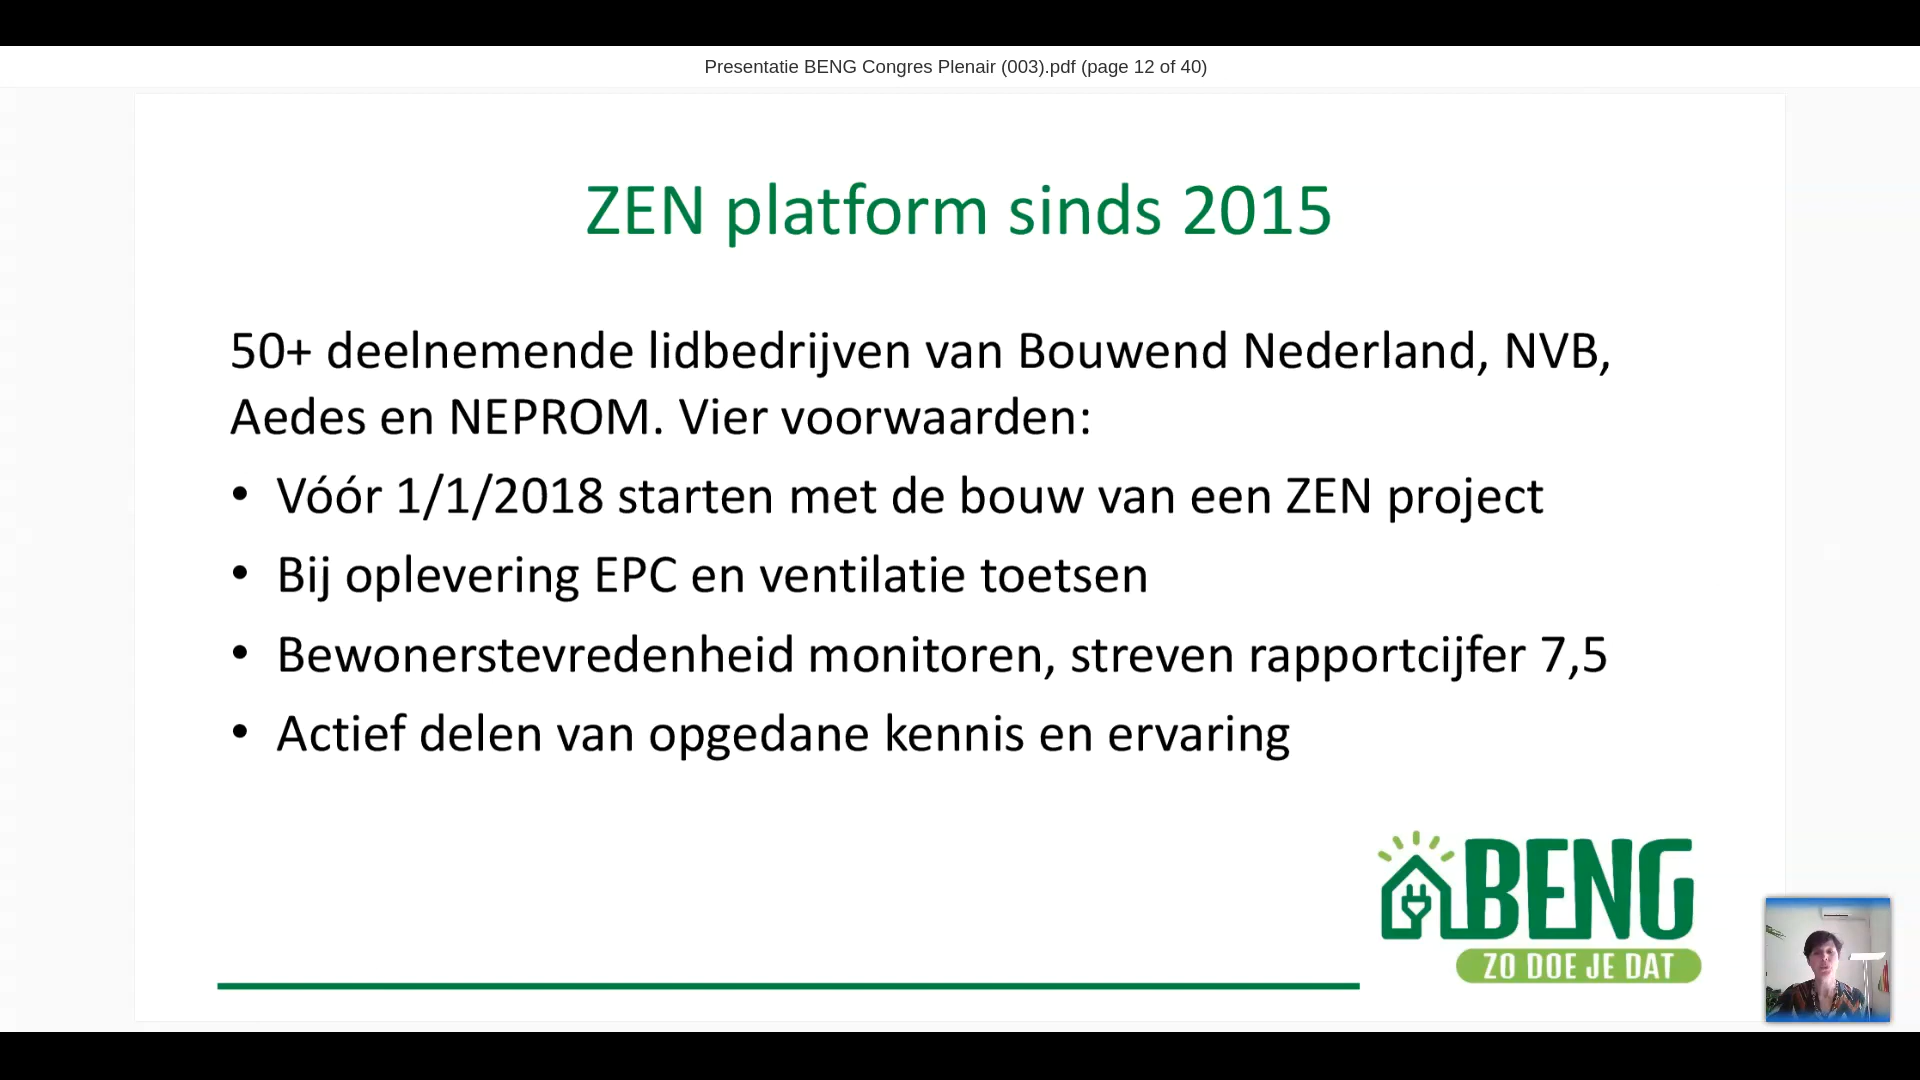 Presentatie BENG Congres Plenair (003).pdf (page 12 of 40)
ZEN platform sinds 2015
50+ deelnemende lidbedrijven van Bouwend Nederland, NVB,
Aedes en NEPROM. Vier voorwaarden:
• Vóór 1/1/2018 starten met de bouw van een ZEN project
• Bij oplevering EPC en ventilatie toetsen
• Bewonerstevredenheid monitoren, streven rapportcijfer 7,5
• Actief delen van opgedane kennis en ervaring
BENG
ZO DOE JE DAT